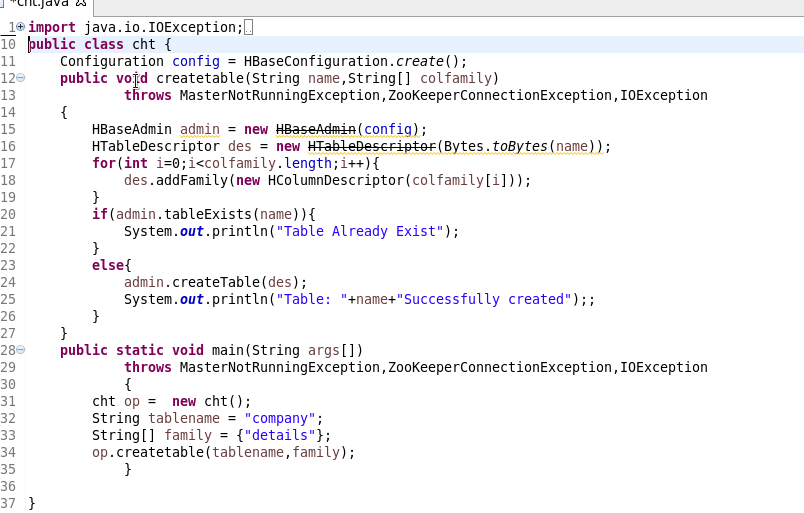 *cht.java
1 import java.io.IOException;
10 public class cht {
11     Configuration config = HBaseConfiguration.create();
12     public void createtable(String name,String[] colfamily)
13             throws MasterNotRunningException,ZooKeeperConnectionException,IOException
14     {
15         HBaseAdmin admin = new HBaseAdmin(config);
16         HTableDescriptor des = new HTableDescriptor(Bytes.toBytes(name));
17         for(int i=0;i<colfamily.length;i++){
18             des.addFamily(new HColumnDescriptor(colfamily[i]));
19         }
20         if(admin.tableExists(name)){
21             System.out.println("Table Already Exist");
22         }
23         else{
24             admin.createTable(des);
25             System.out.println("Table: "+name+"Successfully created");;
26         }
27     }
28     public static void main(String args[])
29             throws MasterNotRunningException,ZooKeeperConnectionException,IOException
30             {
31         cht op =  new cht();
32         String tablename = "company";
33         String[] family = {"details"};
34         op.createtable(tablename,family);
35             }
36
37 }